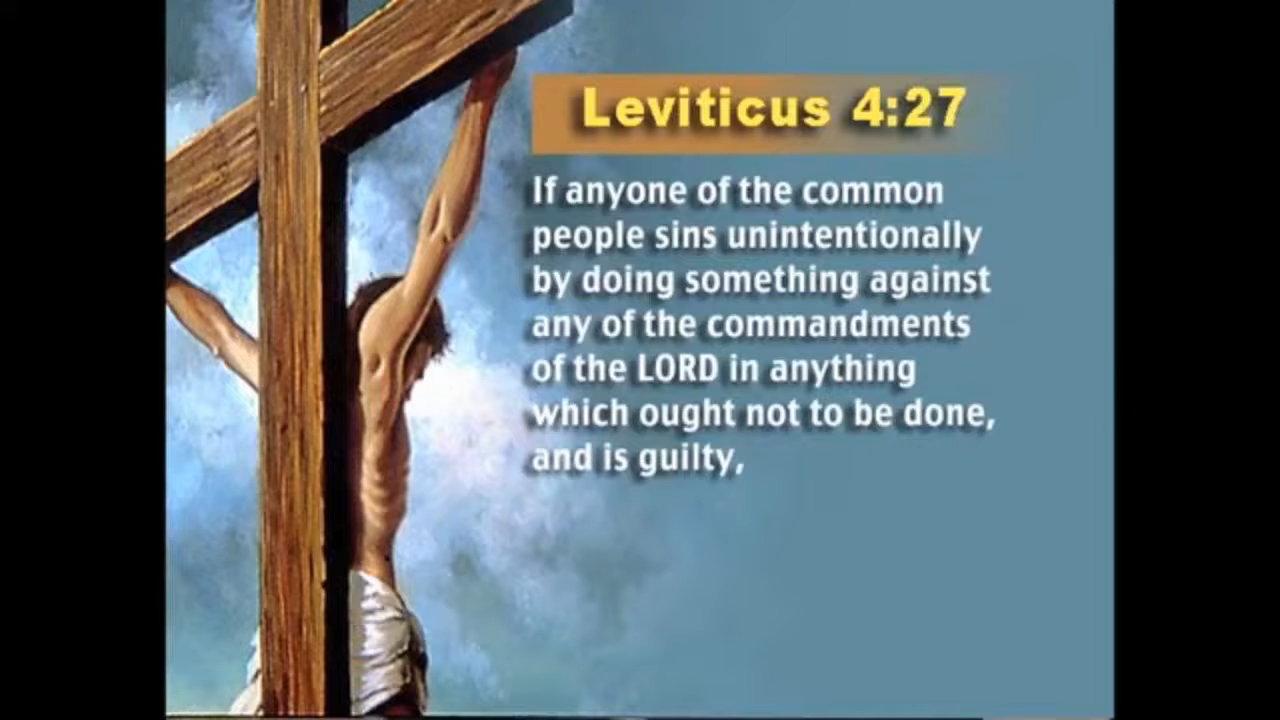 Leviticus 4:27
If anyone of the common
people sins unintentionally
by doing something against
any of the commandments
of the LORD in anything
which ought not to be done,
and is guilty,